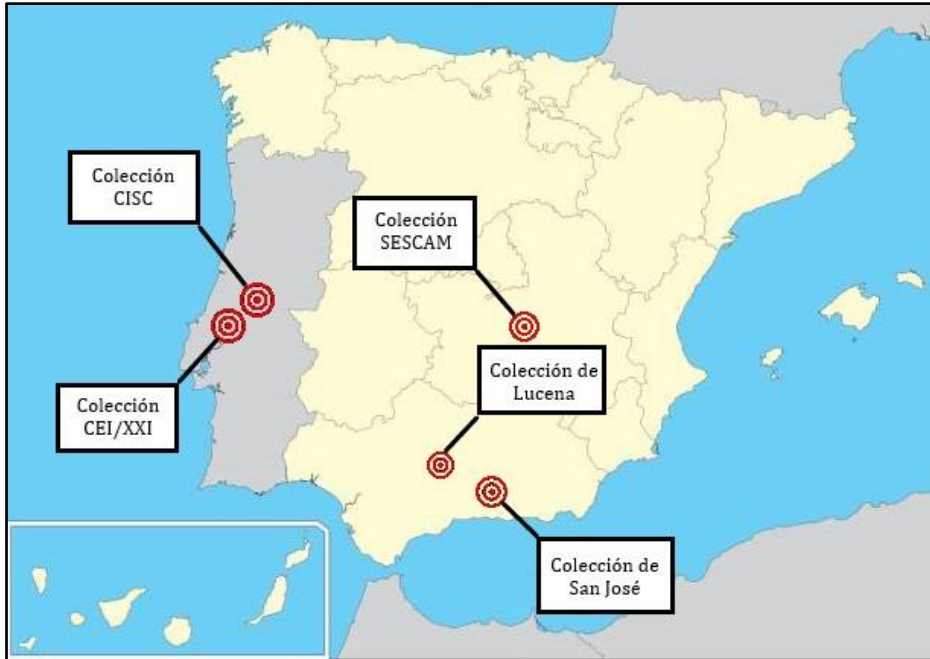 Colección
CISC
Colección
SESCAM
Colección de
Lucena
Colección
CEI/XXI
Colección de
San José